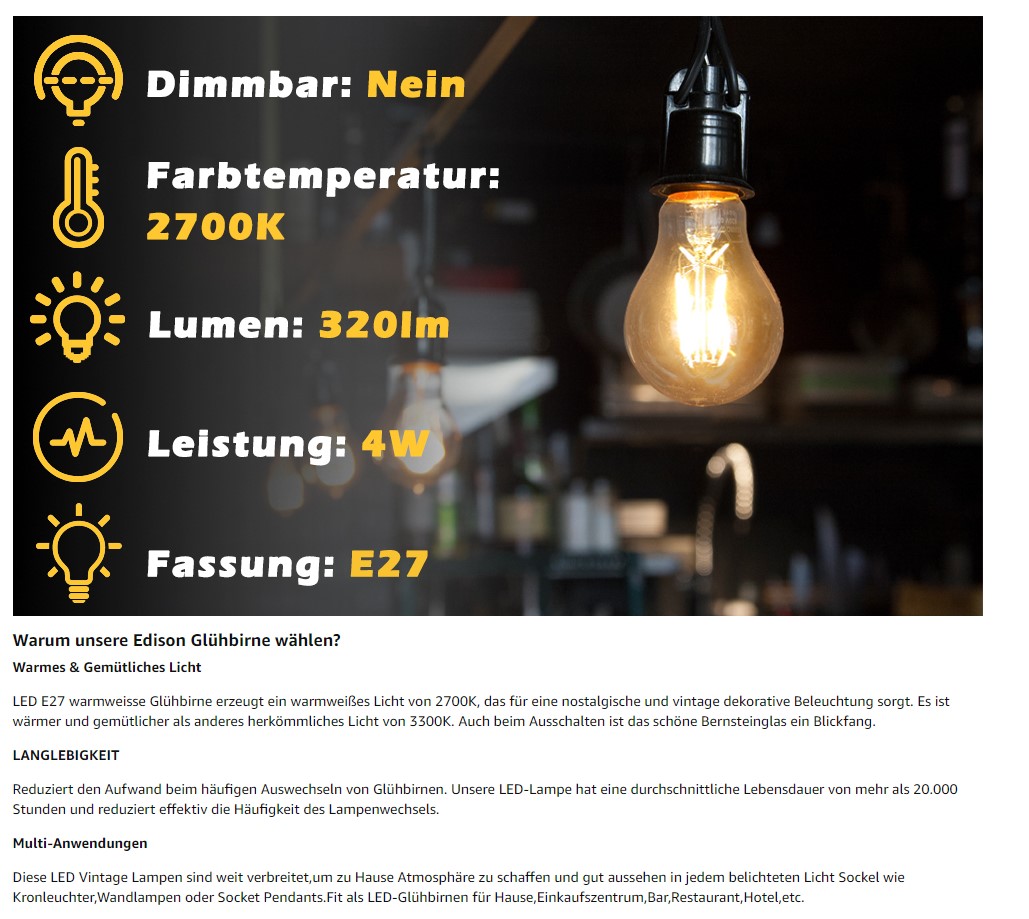 Dimmbar: Nein
Farbtemperatur:
2700K
Lumen: 320lm
Leistung: 4W
Fassung: E27
Warum unsere Edison Glühbirne wählen?
Warmes & Gemütliches Licht
LED E27 warmweisse Glühbirne erzeugt ein warmweißes Licht von 2700K, das für eine nostalgische und vintage dekorative Beleuchtung sorgt. Es ist
wärmer und gemütlicher als anderes herkömmliches Licht von 3300K. Auch beim Ausschalten ist das schöne Bernsteinglas ein Blickfang.
LANGLEBIGKEIT
Reduziert den Aufwand beim häufigen Auswechseln von Glühbirnen. Unsere LED-Lampe hat eine durchschnittliche Lebensdauer von mehr als 20.000
Stunden und reduziert effektiv die Häufigkeit des Lampenwechsels.
Multi-Anwendungen
Diese LED Vintage Lampen sind weit verbreitet,um zu Hause Atmosphäre zu schaffen und gut aussehen in jedem belichteten Licht Sockel wie
Kronleuchter,Wandlampen oder Socket Pendants.Fit als LED-Glühbirnen für Hause,Einkaufszentrum,Bar,Restaurant,Hotel,etc.